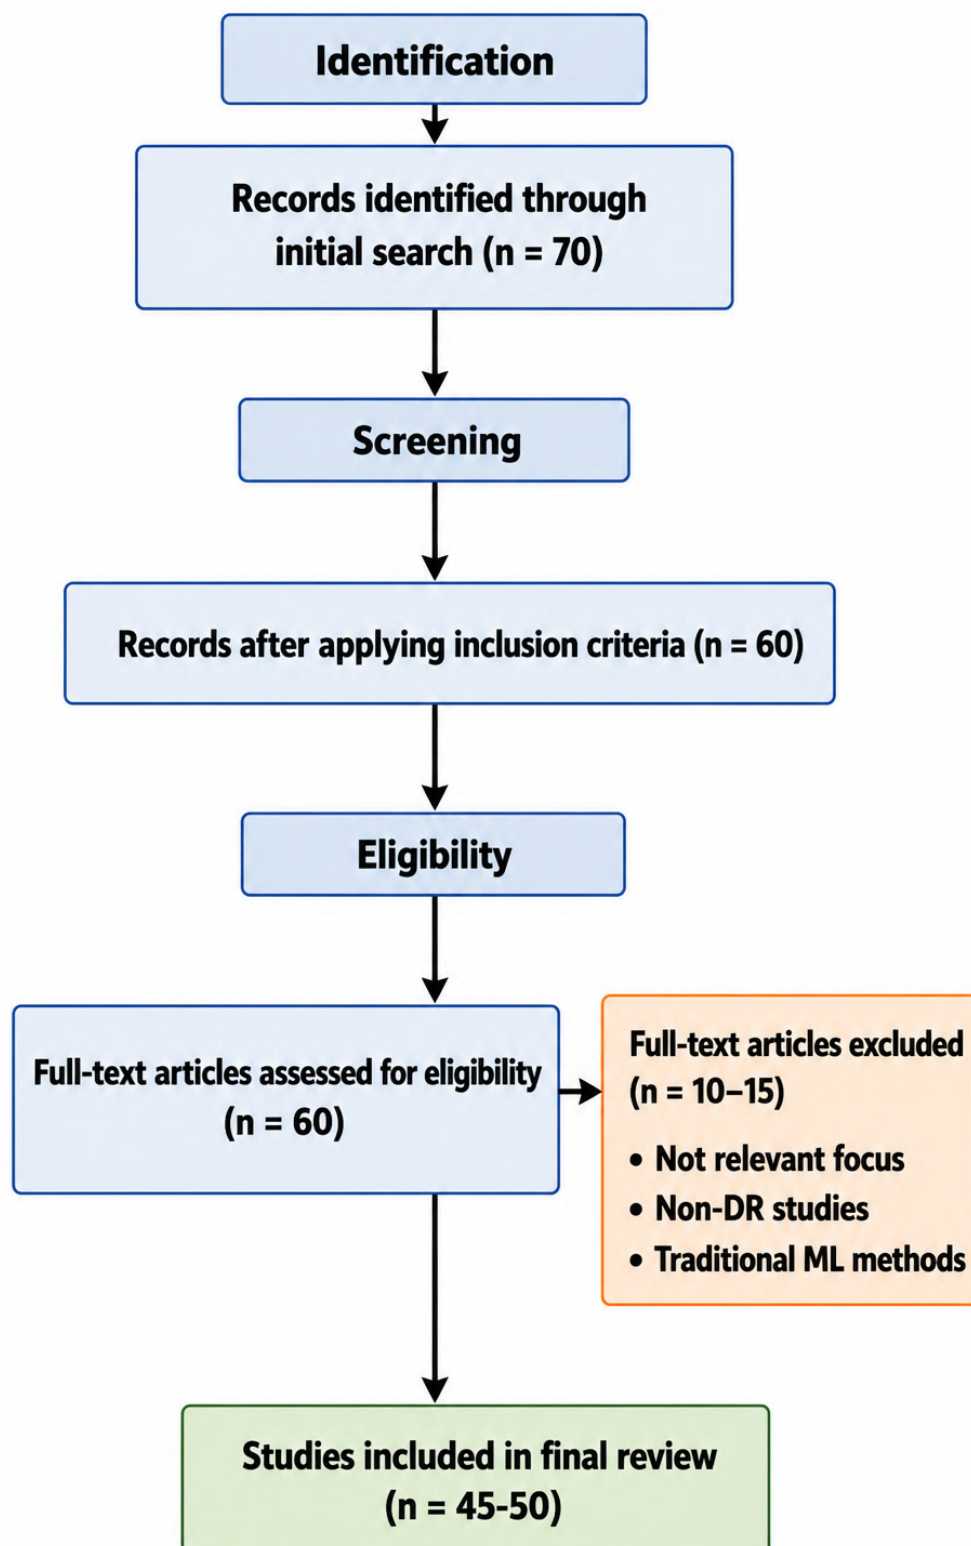 Identification
Records identified through
initial search (n = 70)
Screening
Records after applying inclusion criteria (n = 60)
Eligibility
Full-text articles assessed for eligibility
(n = 60)
Full-text articles excluded
(n = 10–15)
• Not relevant focus
• Non-DR studies
• Traditional ML methods
Studies included in final review
(n = 45-50)